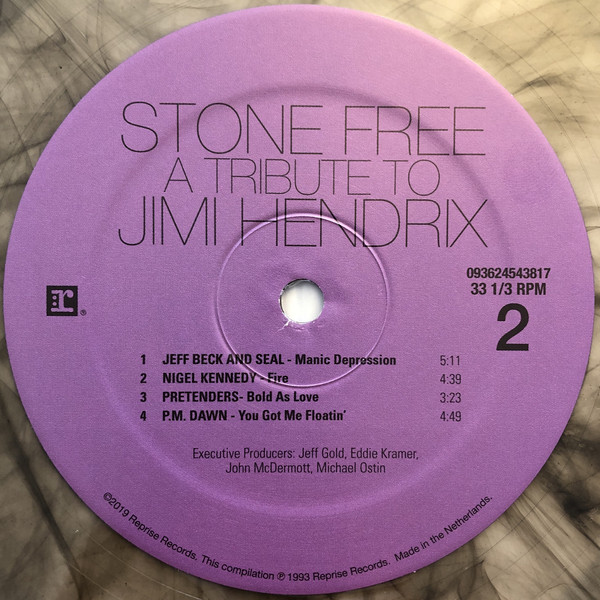 STONE FREE
A TRIBUTE TO
JIMI HENDRIX
093624543817
33 1/3 RPM
2
r®
1 JEFF BECK AND SEAL - Manic Depression 5:11
2 NIGEL KENNEDY - Fire 4:39
3 PRETENDERS- Bold As Love 3:23
4 P.M. DAWN - You Got Me Floatin' 4:49
Executive Producers: Jeff Gold, Eddie Kramer,
John McDermott, Michael Ostin
©2019 Reprise Records. This compilation ℗ 1993 Reprise Records. Made in the Netherlands.